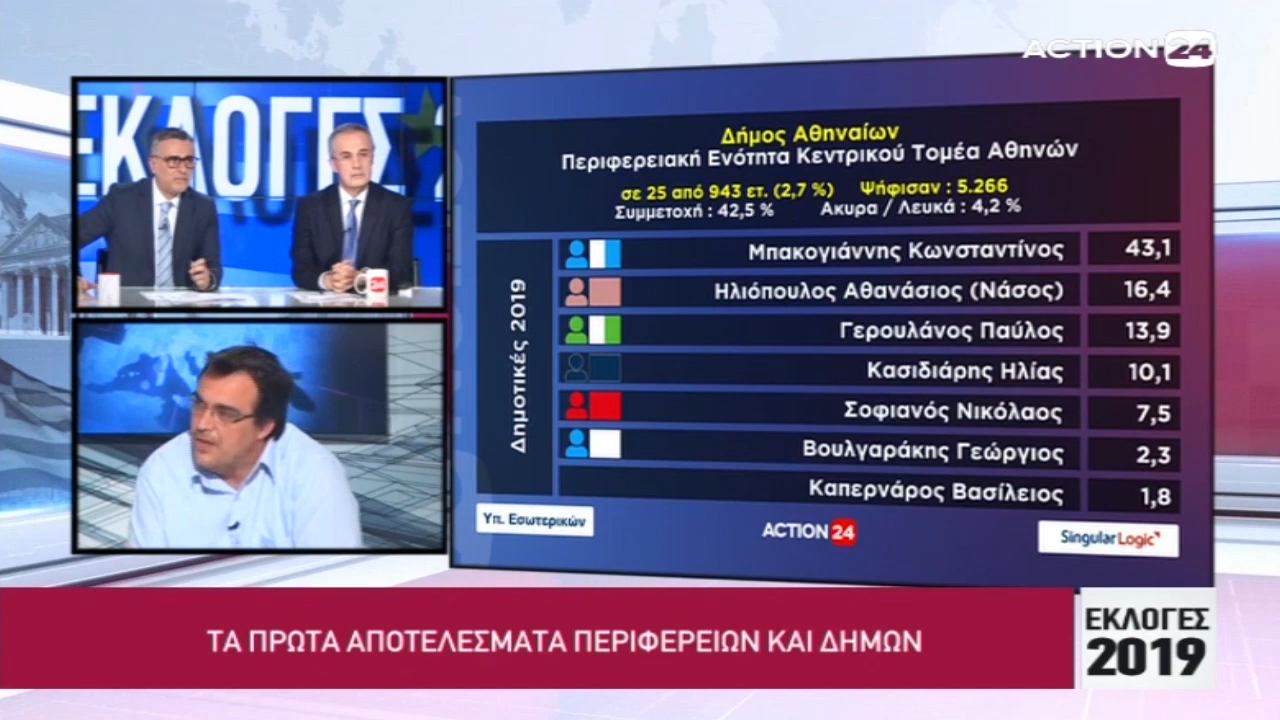 ACTION 24
ΕΚΛΟΓΕΣ 2
Δήμος Αθηναίων
Περιφερειακή Ενότητα Κεντρικού Τομέα Αθηνών
σε 25 από 943 ετ. (2,7 %) Ψήφισαν : 5.266
Συμμετοχή : 42,5 % Ακυρα / Λευκά : 4,2 %
Δημοτικές 2019
Μπακογιάννης Κωνσταντίνος 43,1
Ηλιόπουλος Αθανάσιος (Νάσος) 16,4
Γερουλάνος Παύλος 13,9
Κασιδιάρης Ηλίας 10,1
Σοφιανός Νικόλαος 7,5
Βουλγαράκης Γεώργιος 2,3
Καπερνάρος Βασίλειος 1,8
Υπ. Εσωτερικών
ACTION 24
SingularLogic
24
ΤΑ ΠΡΩΤΑ ΑΠΟΤΕΛΕΣΜΑΤΑ ΠΕΡΙΦΕΡΕΙΩΝ ΚΑΙ ΔΗΜΩΝ
ΕΚΛΟΓΕΣ
2019